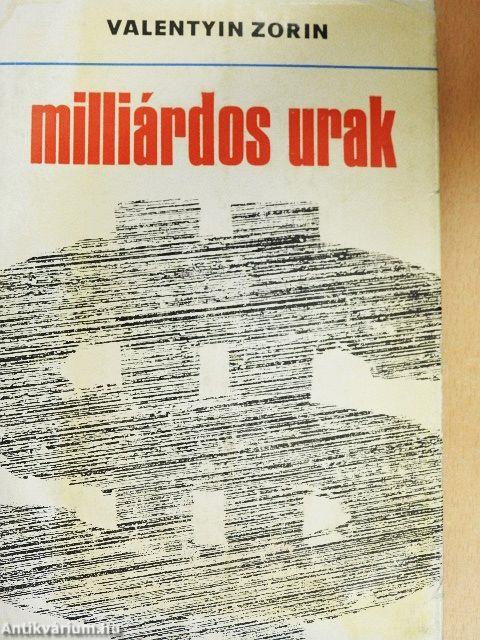 VALENTYIN ZORIN
milliárdos urak
Antikvarium.hu